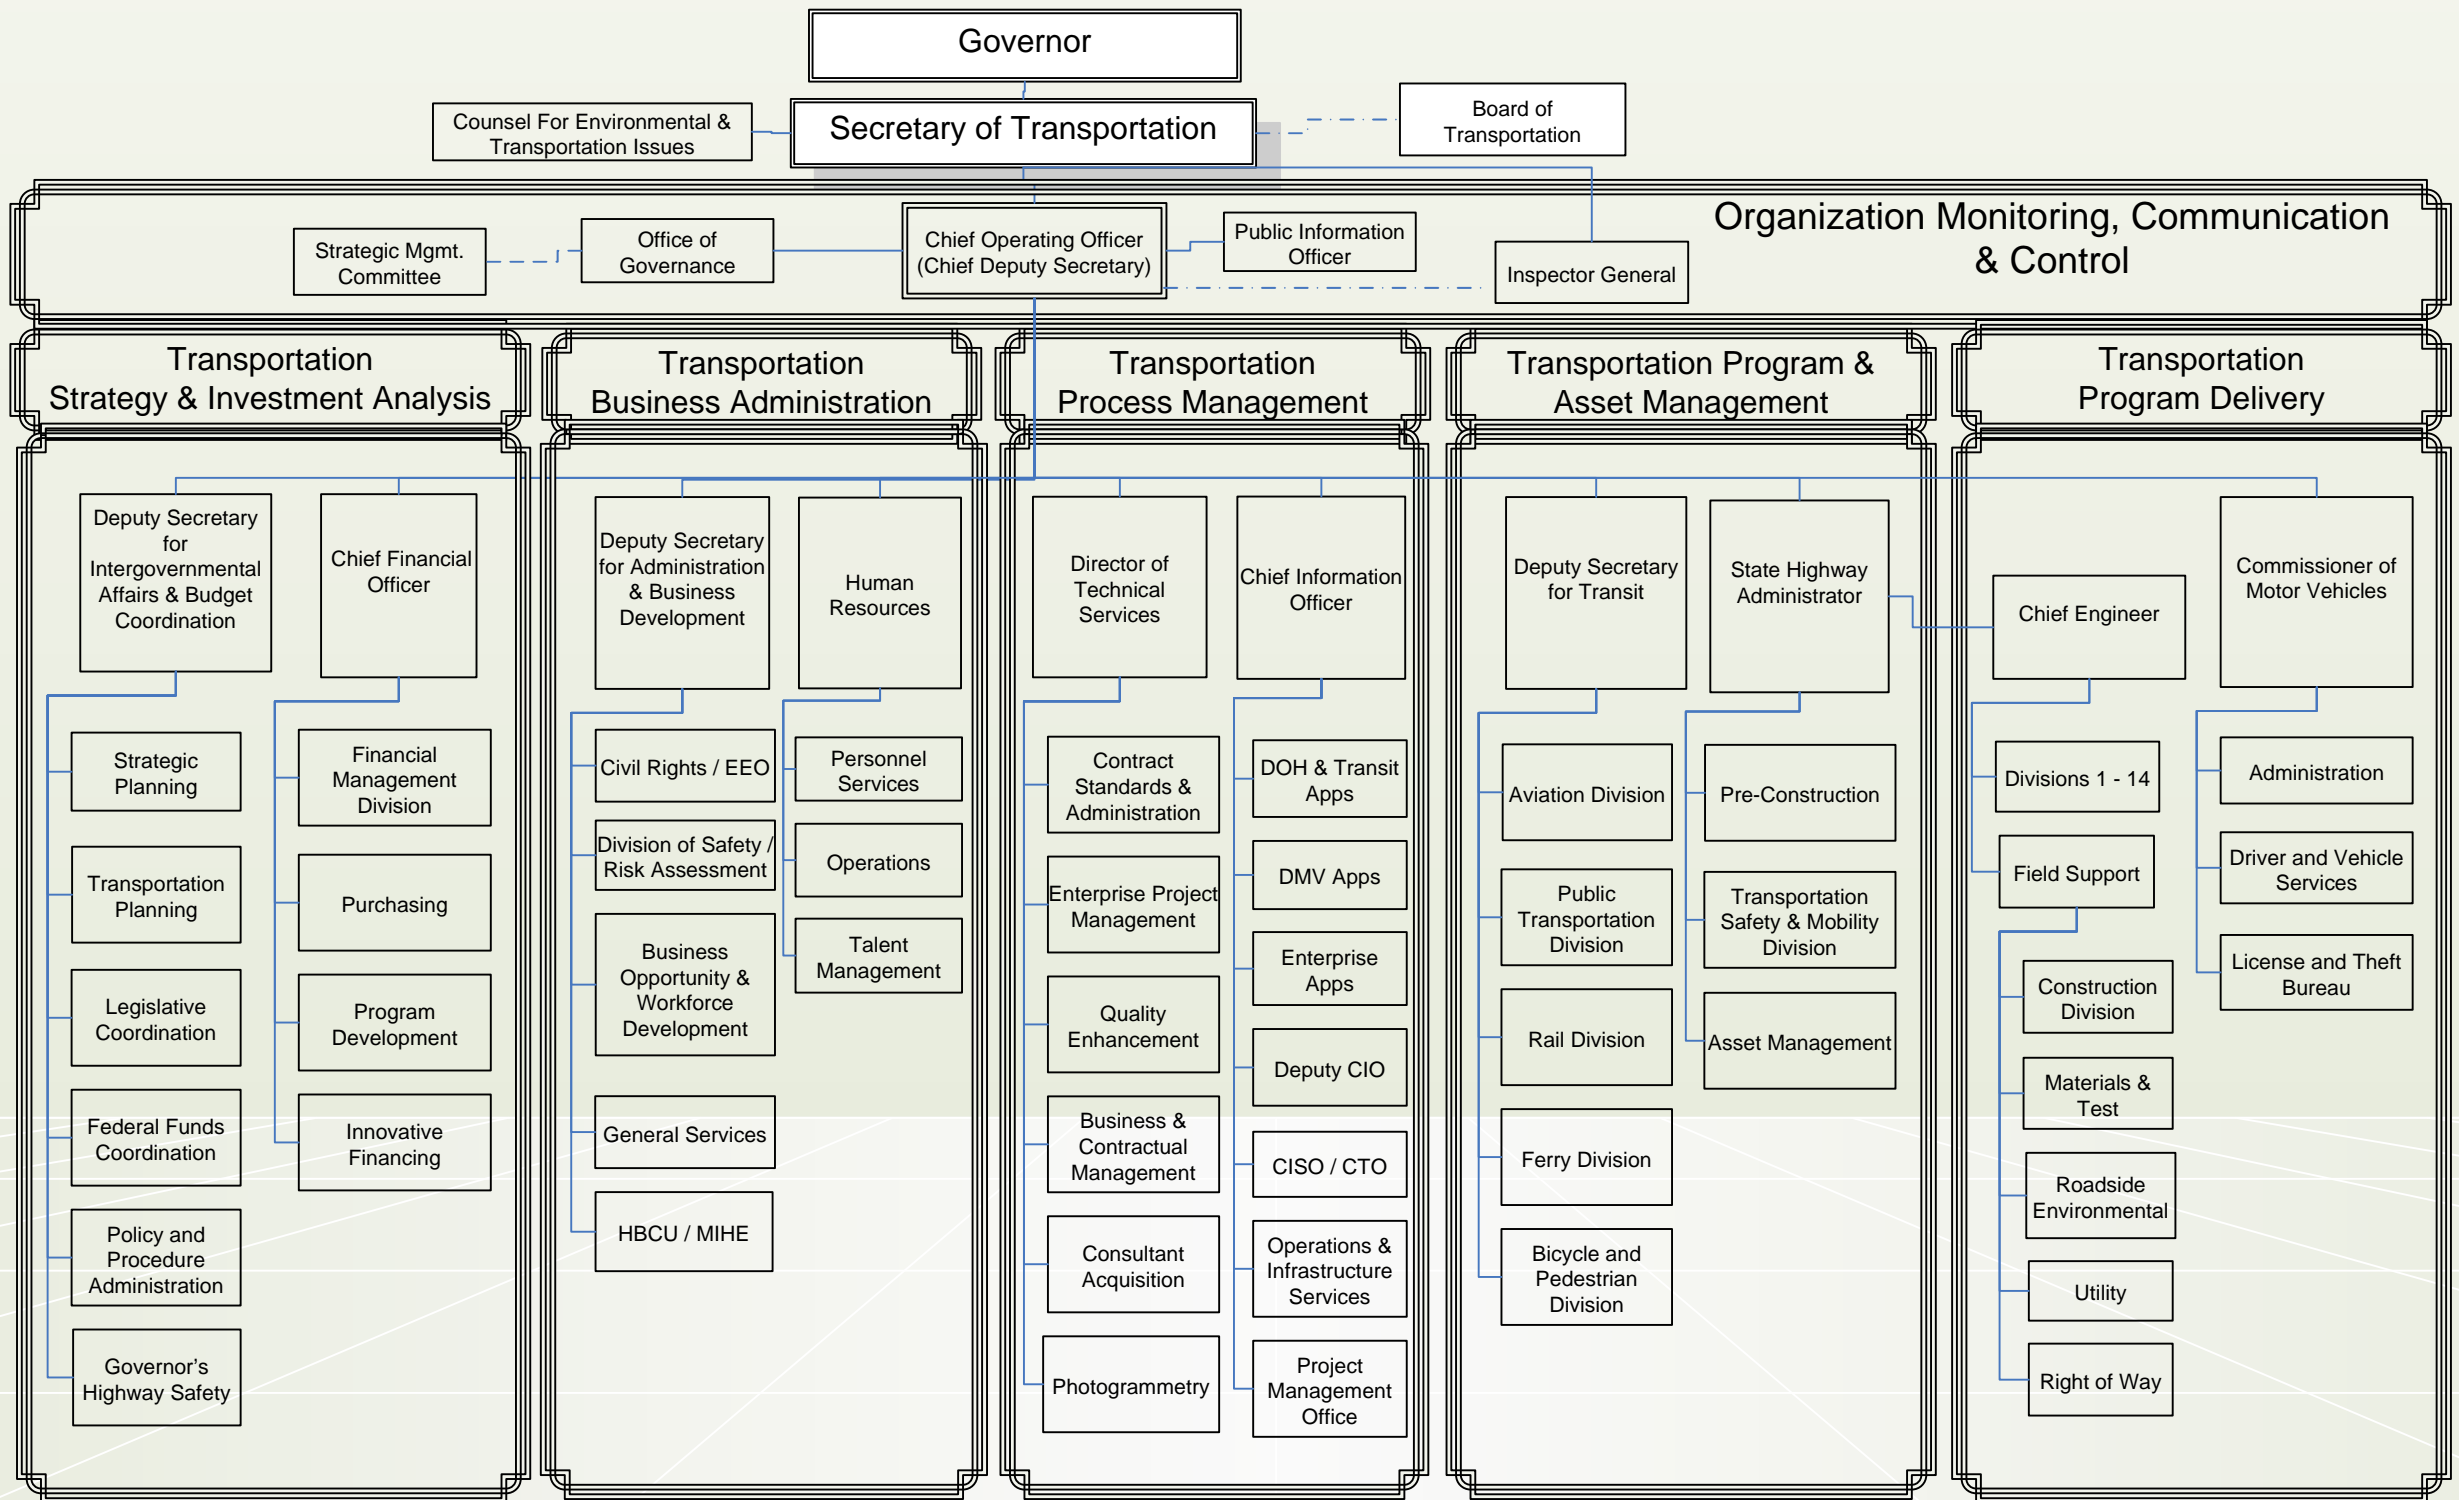 Governor
Counsel For Environmental &
Transportation Issues
Secretary of Transportation
Board of
Transportation
Organization Monitoring, Communication
& Control
Strategic Mgmt.
Committee
Office of
Governance
Chief Operating Officer
(Chief Deputy Secretary)
Public Information
Officer
Inspector General
Transportation
Strategy & Investment Analysis
Transportation
Business Administration
Transportation
Process Management
Transportation Program &
Asset Management
Transportation
Program Delivery
Deputy Secretary
for
Intergovernmental
Affairs & Budget
Coordination
Strategic
Planning
Transportation
Planning
Legislative
Coordination
Federal Funds
Coordination
Policy and
Procedure
Administration
Governor's
Highway Safety
Chief Financial
Officer
Financial
Management
Division
Purchasing
Program
Development
Innovative
Financing
Deputy Secretary
for Administration
& Business
Development
Civil Rights / EEO
Division of Safety /
Risk Assessment
Business
Opportunity &
Workforce
Development
General Services
HBCU / MIHE
Human
Resources
Personnel
Services
Operations
Talent
Management
Director of
Technical
Services
Contract
Standards &
Administration
Enterprise Project
Management
Quality
Enhancement
Business &
Contractual
Management
Consultant
Acquisition
Photogrammetry
Chief Information
Officer
DOH & Transit
Apps
DMV Apps
Enterprise
Apps
Deputy CIO
CISO / CTO
Operations &
Infrastructure
Services
Project
Management
Office
Deputy Secretary
for Transit
Aviation Division
Public
Transportation
Division
Rail Division
Ferry Division
Bicycle and
Pedestrian
Division
State Highway
Administrator
Pre-Construction
Transportation
Safety & Mobility
Division
Asset Management
Chief Engineer
Divisions 1 - 14
Field Support
Construction
Division
Materials &
Test
Roadside
Environmental
Utility
Right of Way
Commissioner of
Motor Vehicles
Administration
Driver and Vehicle
Services
License and Theft
Bureau